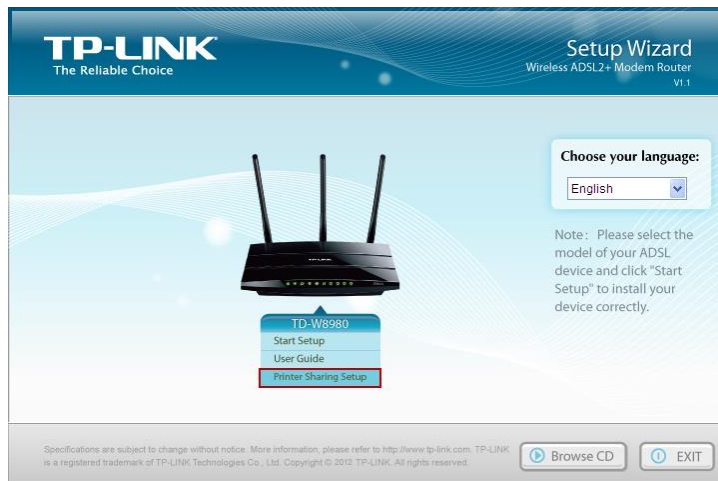 TP-LINK
The Reliable Choice
Setup Wizard
Wireless ADSL2+ Modem Router
V1.1
Choose your language:
English
Note: Please select the
model of your ADSL
device and click "Start
Setup" to install your
device correctly.
TP-LINK
TD-W8980
Start Setup
User Guide
Printer Sharing Setup
Specifications are subject to change without notice. More information, please refer to http://www.tp-link.com. TP-LINK
is a registered trademark of TP-LINK Technologies Co., Ltd. Copyright © 2012 TP-LINK. All rights reserved.
Browse CD
EXIT